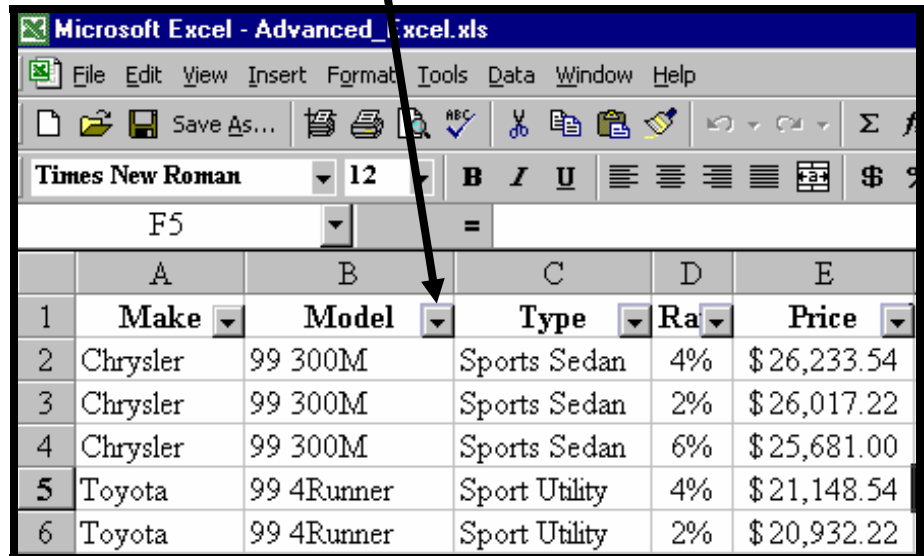 Microsoft Excel - Advanced_Excel.xls
File Edit View Insert Format Tools Data Window Help
Save As... ABC Σ
Times New Roman 12 B I U a $
F5 =
A B C D E
1 Make Model Type Ra Price
2 Chrysler 99 300M Sports Sedan 4% $26,233.54
3 Chrysler 99 300M Sports Sedan 2% $26,017.22
4 Chrysler 99 300M Sports Sedan 6% $25,681.00
5 Toyota 99 4Runner Sport Utility 4% $21,148.54
6 Toyota 99 4Runner Sport Utility 2% $20,932.22